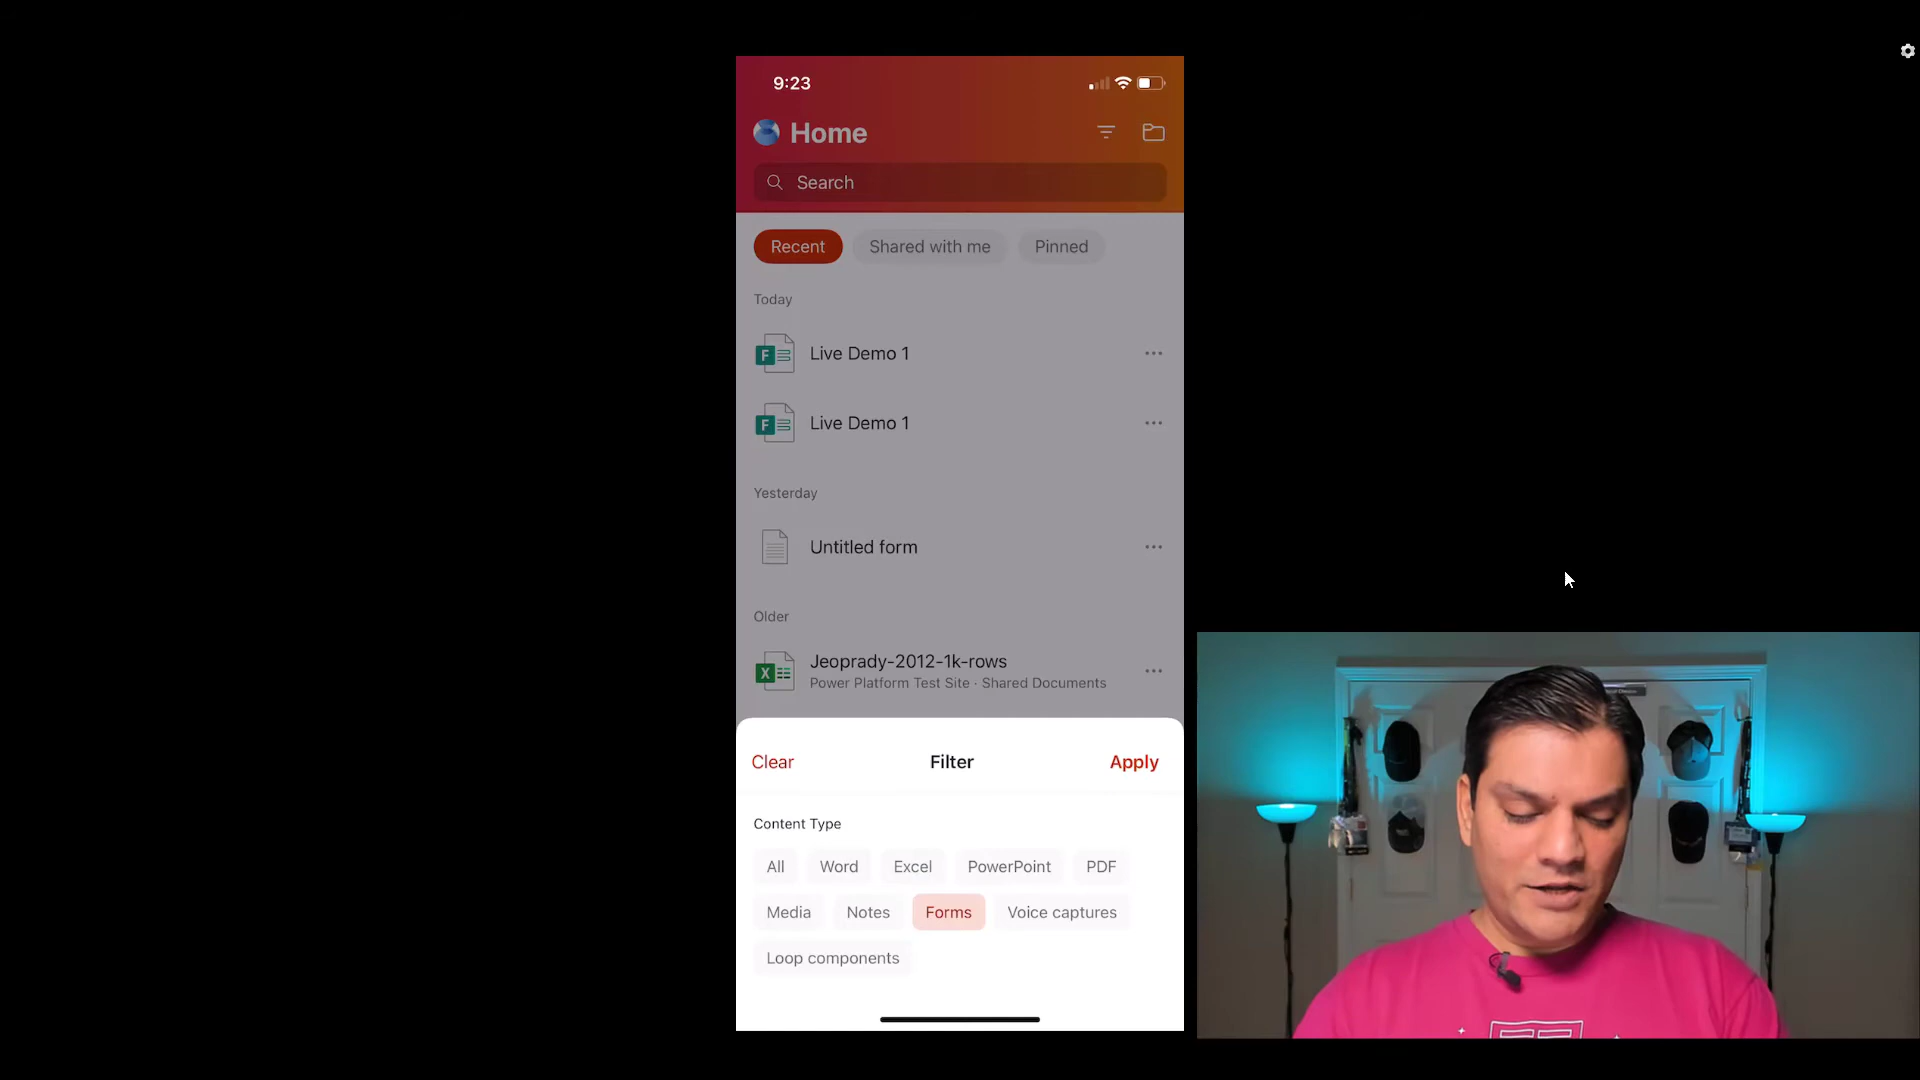 9:23
Home
Search
Recent Shared with me Pinned
Today
F Live Demo 1
F Live Demo 1
Yesterday
Untitled form
Older
X Jeoprady-2012-1k-rows
Power Platform Test Site · Shared Documents
Clear Filter Apply
Content Type
All Word Excel PowerPoint PDF
Media Notes Forms Voice captures
Loop components